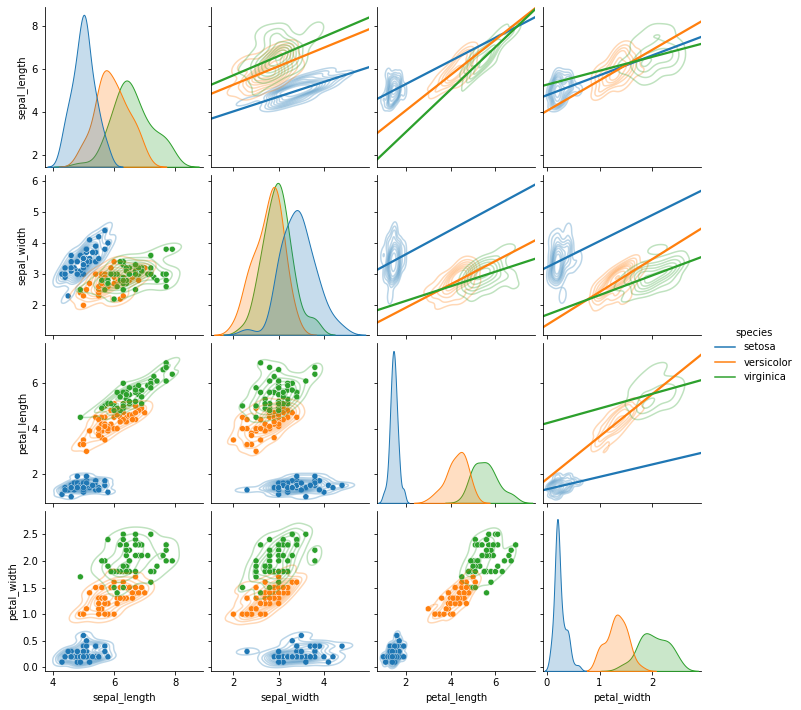 sepal_length
8
6
4
2
sepal_width
6
5
4
3
2
species
setosa
versicolor
virginica
petal_length
6
4
2
petal_width
2.5
2.0
1.5
1.0
0.5
0.0
4 6 8 2 3 4 2 4 6 0 1 2
sepal_length sepal_width petal_length petal_width